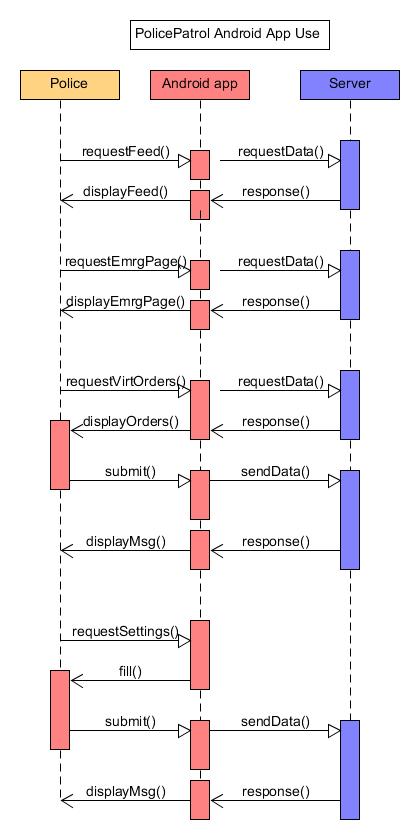 PolicePatrol Android App Use
Police Android app Server
requestFeed() requestData()
displayFeed() response()
requestEmrgPage() requestData()
displayEmrgPage() response()
requestVirtOrders() requestData()
displayOrders() response()
submit() sendData()
displayMsg() response()
requestSettings()
fill()
submit() sendData()
displayMsg() response()